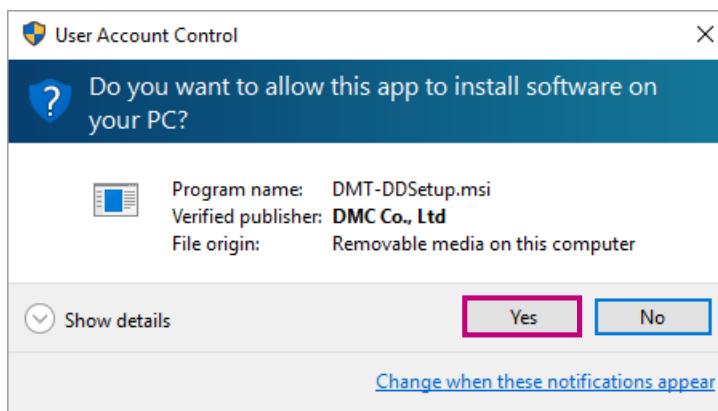 User Account Control
Do you want to allow this app to install software on
your PC?
Program name: DMT-DDSetup.msi
Verified publisher: DMC Co., Ltd
File origin: Removable media on this computer
Show details
Yes
No
Change when these notifications appear